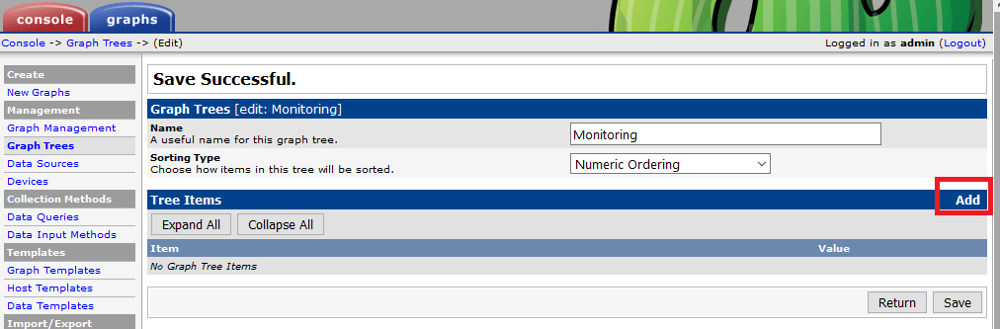 console graphs
Console -> Graph Trees -> (Edit) Logged in as admin (Logout)
Create
New Graphs
Management
Graph Management
Graph Trees
Data Sources
Devices
Collection Methods
Data Queries
Data Input Methods
Templates
Graph Templates
Host Templates
Data Templates
Import/Export
Save Successful.
Graph Trees [edit: Monitoring]
Name
A useful name for this graph tree.
Monitoring
Sorting Type
Choose how items in this tree will be sorted.
Numeric Ordering
Tree Items Add
Expand All Collapse All
Item Value
No Graph Tree Items
Return Save